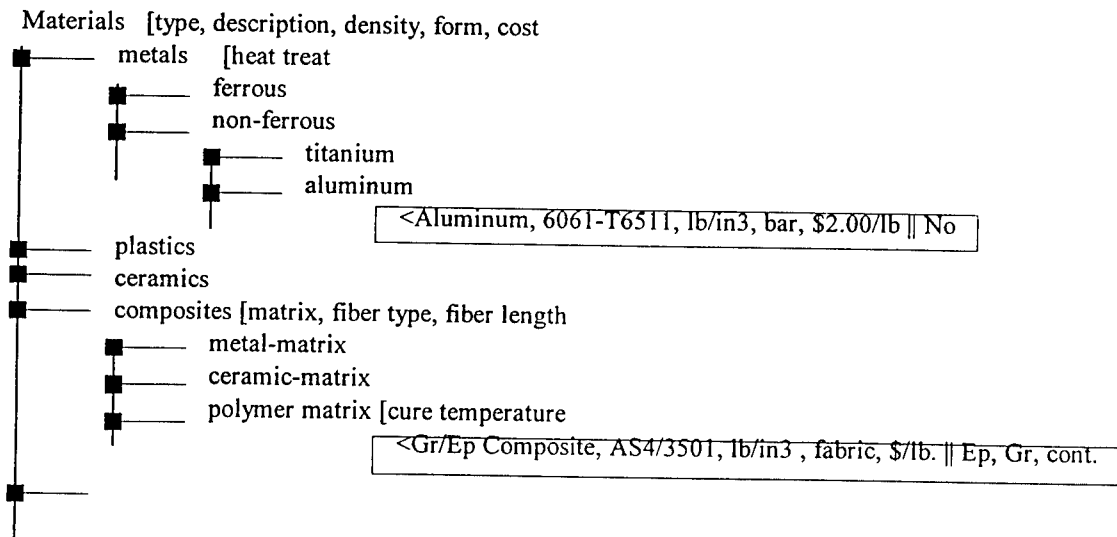 Materials [type, description, density, form, cost
metals [heat treat
ferrous
non-ferrous
titanium
aluminum
<Aluminum, 6061-T6511, lb/in3, bar, $2.00/lb || No
plastics
ceramics
composites [matrix, fiber type, fiber length
metal-matrix
ceramic-matrix
polymer matrix [cure temperature
<Gr/Ep Composite, AS4/3501, lb/in3 , fabric, $/lb. || Ep, Gr, cont.